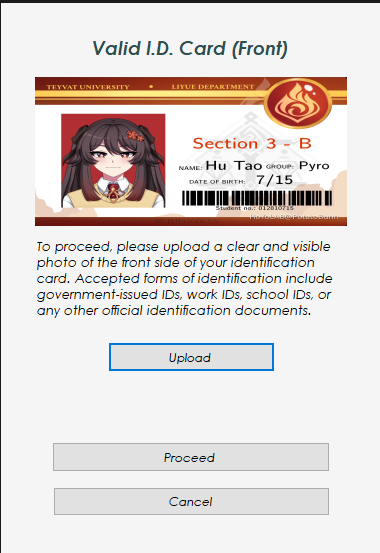 Valid I.D. Card (Front)
TEYVAT UNIVERSITY • LIYUE DEPARTMENT
Section 3 - B
NAME: Hu Tao GROUP: Pyro
DATE OF BIRTH: 7/15
Student no.: 012810715
To proceed, please upload a clear and visible
photo of the front side of your identification
card. Accepted forms of identification include
government-issued IDs, work IDs, school IDs, or
any other official identification documents.
Upload
Proceed
Cancel